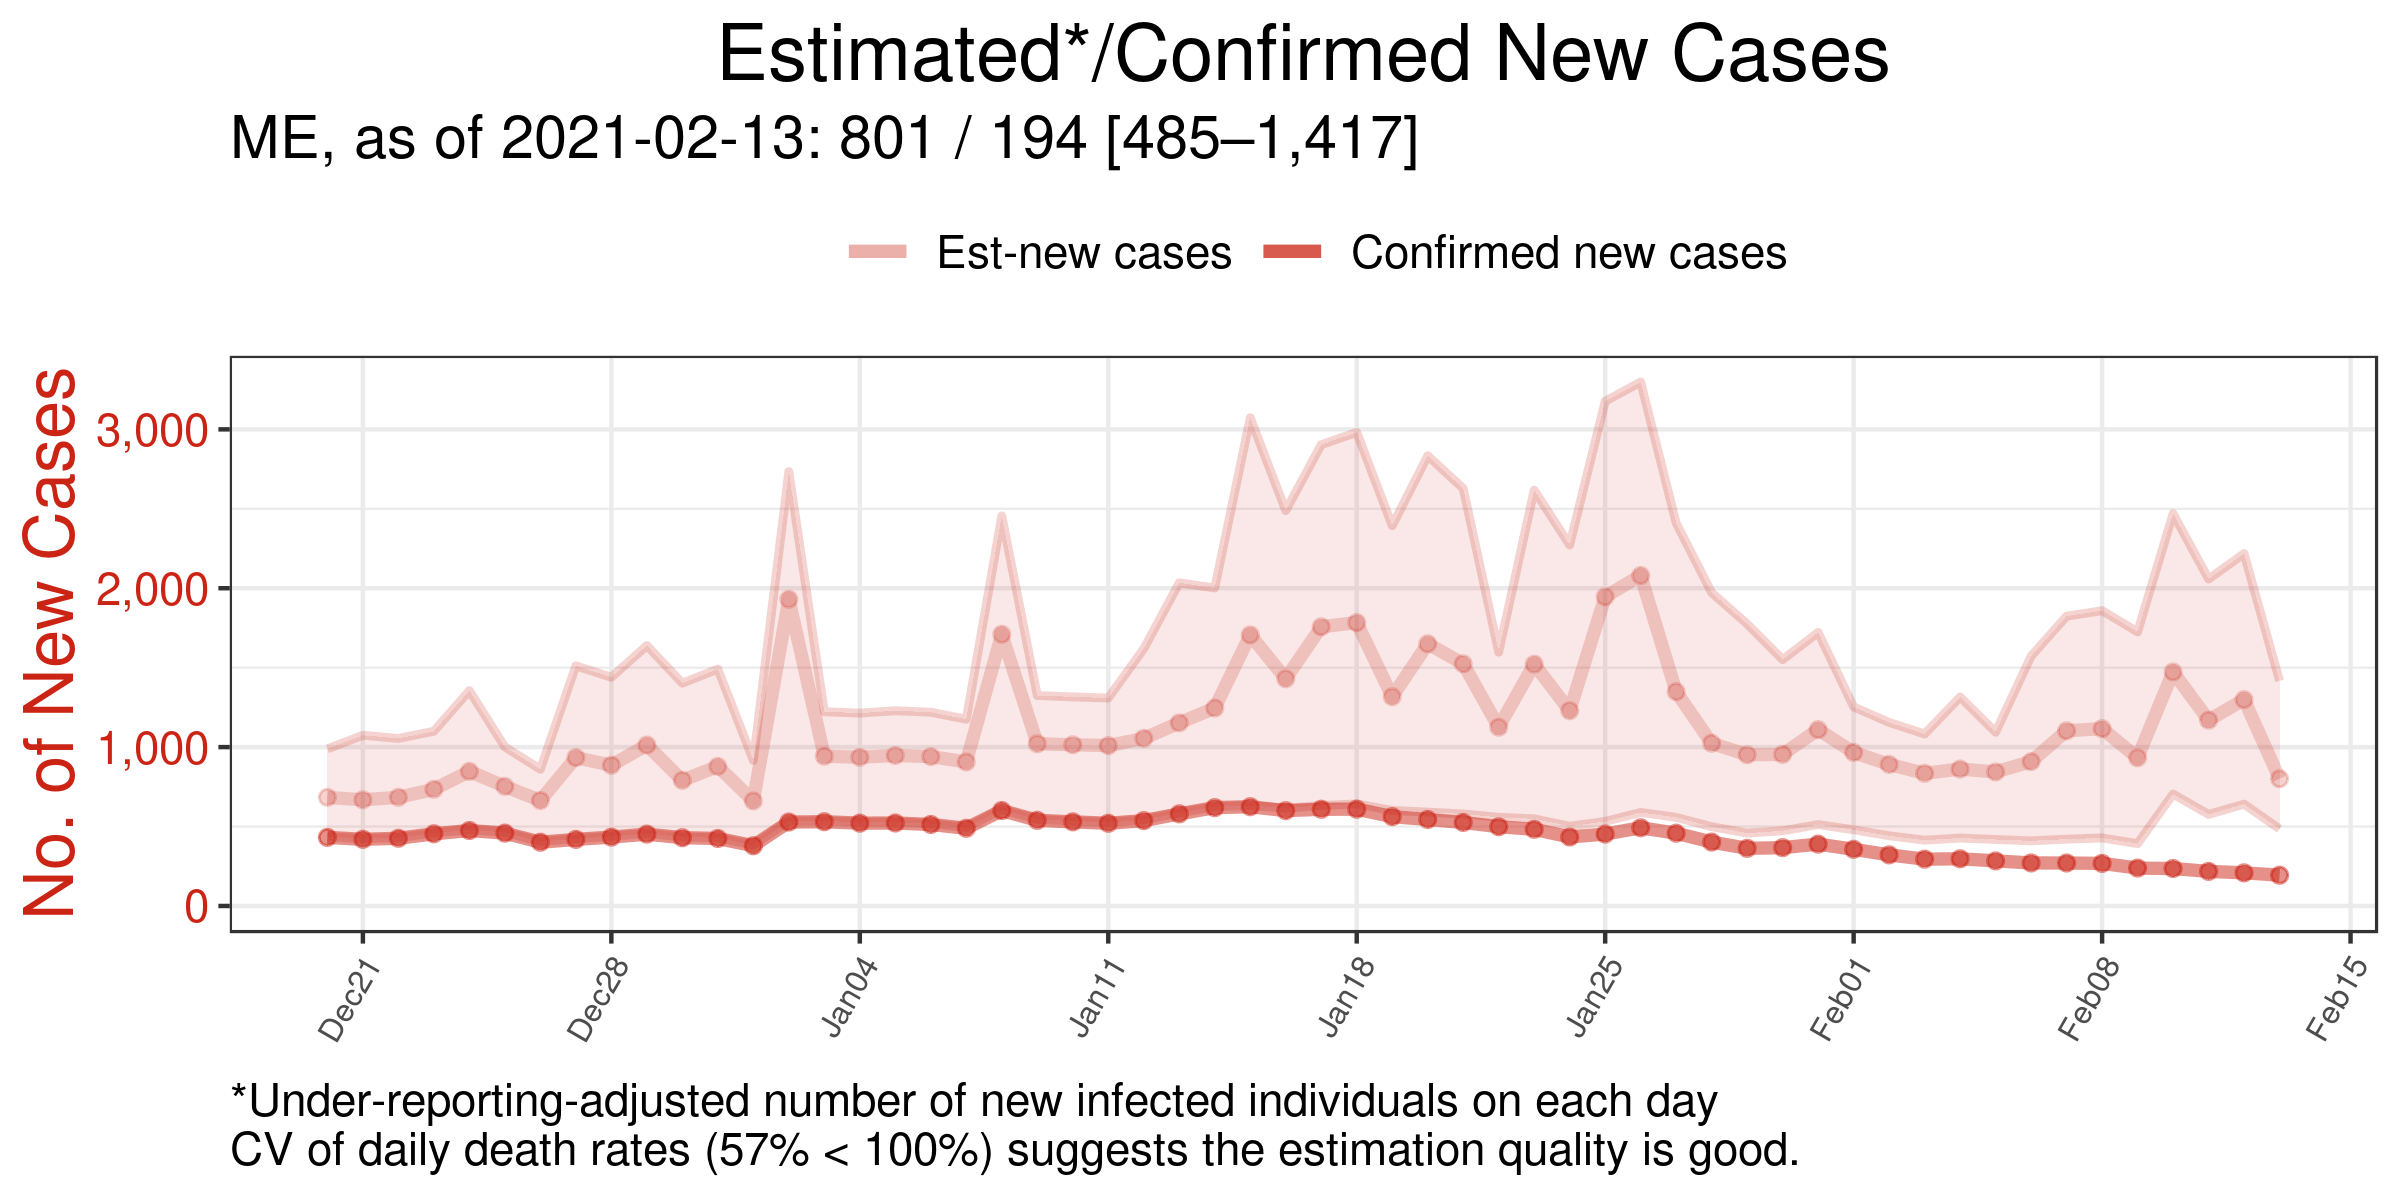 Estimated*/Confirmed New Cases
ME, as of 2021-02-13: 801 / 194 [485–1,417]
Est-new cases Confirmed new cases
No. of New Cases
3,000
2,000
1,000
0
Dec21 Dec28 Jan04 Jan11 Jan18 Jan25 Feb01 Feb08 Feb15
*Under-reporting-adjusted number of new infected individuals on each day
CV of daily death rates (57% < 100%) suggests the estimation quality is good.